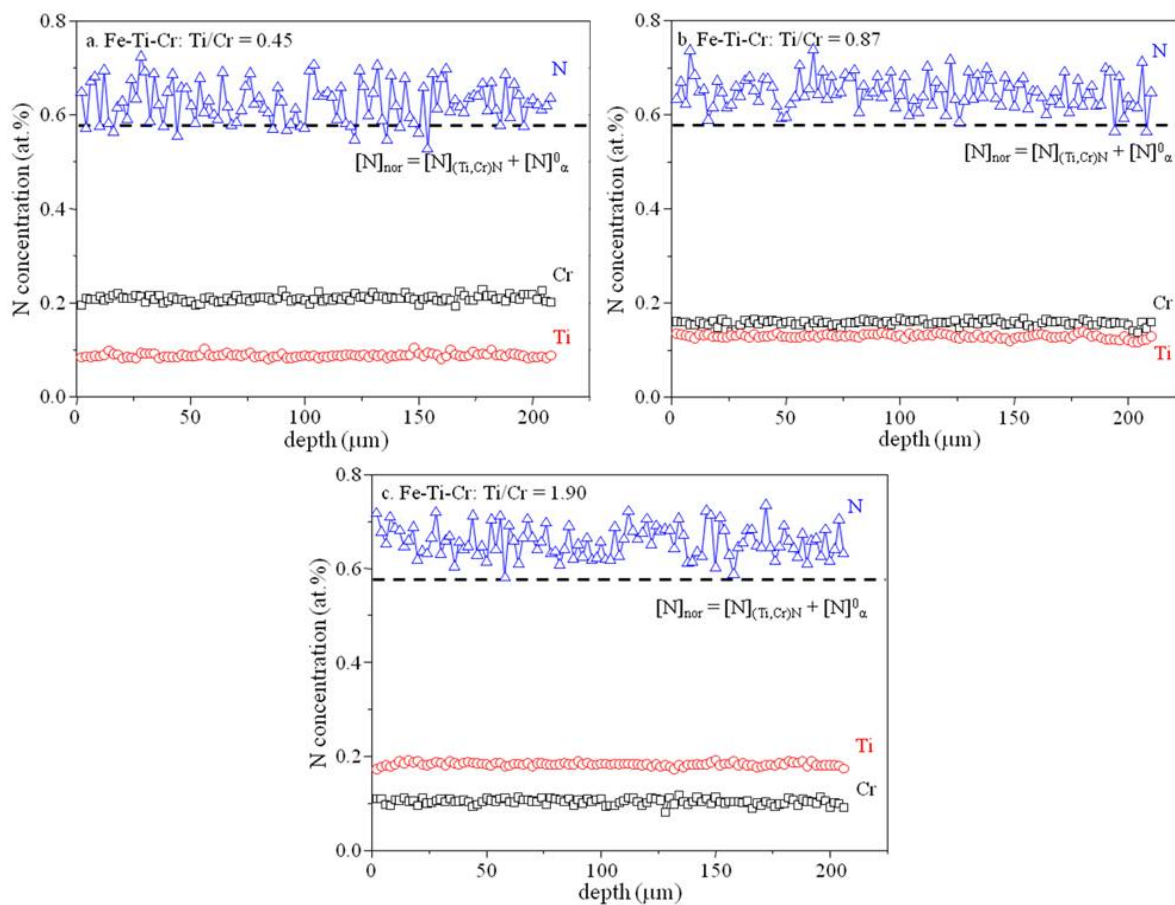 a. Fe-Ti-Cr: Ti/Cr = 0.45
N
[N]nor = [N](Ti,Cr)N + [N]⁰α
Cr
Ti
N concentration (at.%)
0.8
0.6
0.4
0.2
0.0
0 50 100 150 200
depth (μm)
b. Fe-Ti-Cr: Ti/Cr = 0.87
N
[N]nor = [N](Ti,Cr)N + [N]⁰α
Cr
Ti
N concentration (at.%)
0.8
0.6
0.4
0.2
0.0
0 50 100 150 200
depth (μm)
c. Fe-Ti-Cr: Ti/Cr = 1.90
N
[N]nor = [N](Ti,Cr)N + [N]⁰α
Ti
Cr
N concentration (at.%)
0.8
0.6
0.4
0.2
0.0
0 50 100 150 200
depth (μm)